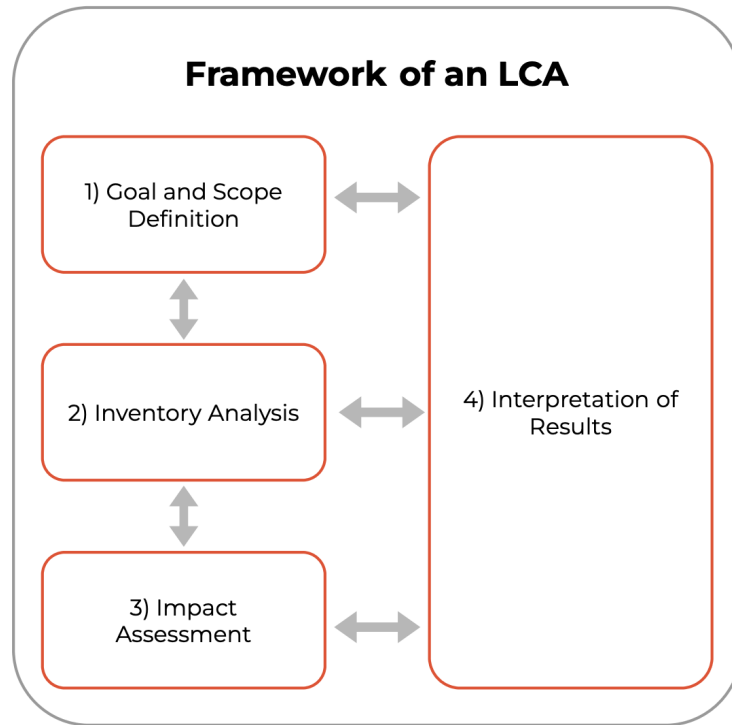 Framework of an LCA
1) Goal and Scope
Definition
2) Inventory Analysis
3) Impact
Assessment
4) Interpretation of
Results